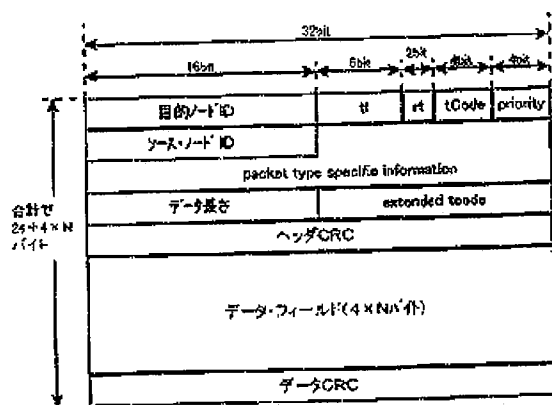 32bit
16bit 6bit 2bit 4bit 4bit
目的ノードID tl rt tCode priority
ソース・ノードID
packet type specific information
データ長さ extended tcode
ヘッダCRC
合計で
24+4×N
バイト
データ・フィールド(4×Nバイト)
データCRC